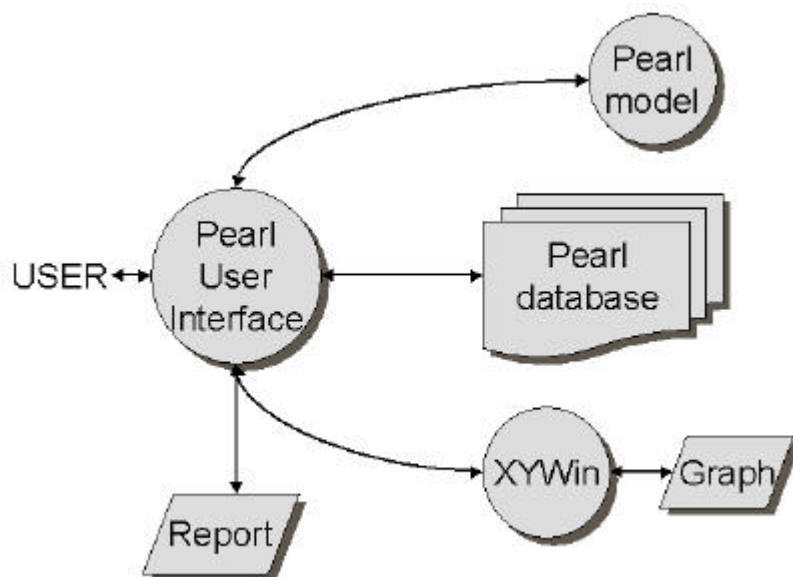 Pearl
model
Pearl
User
Interface
USER
Pearl
database
XYWin
Graph
Report